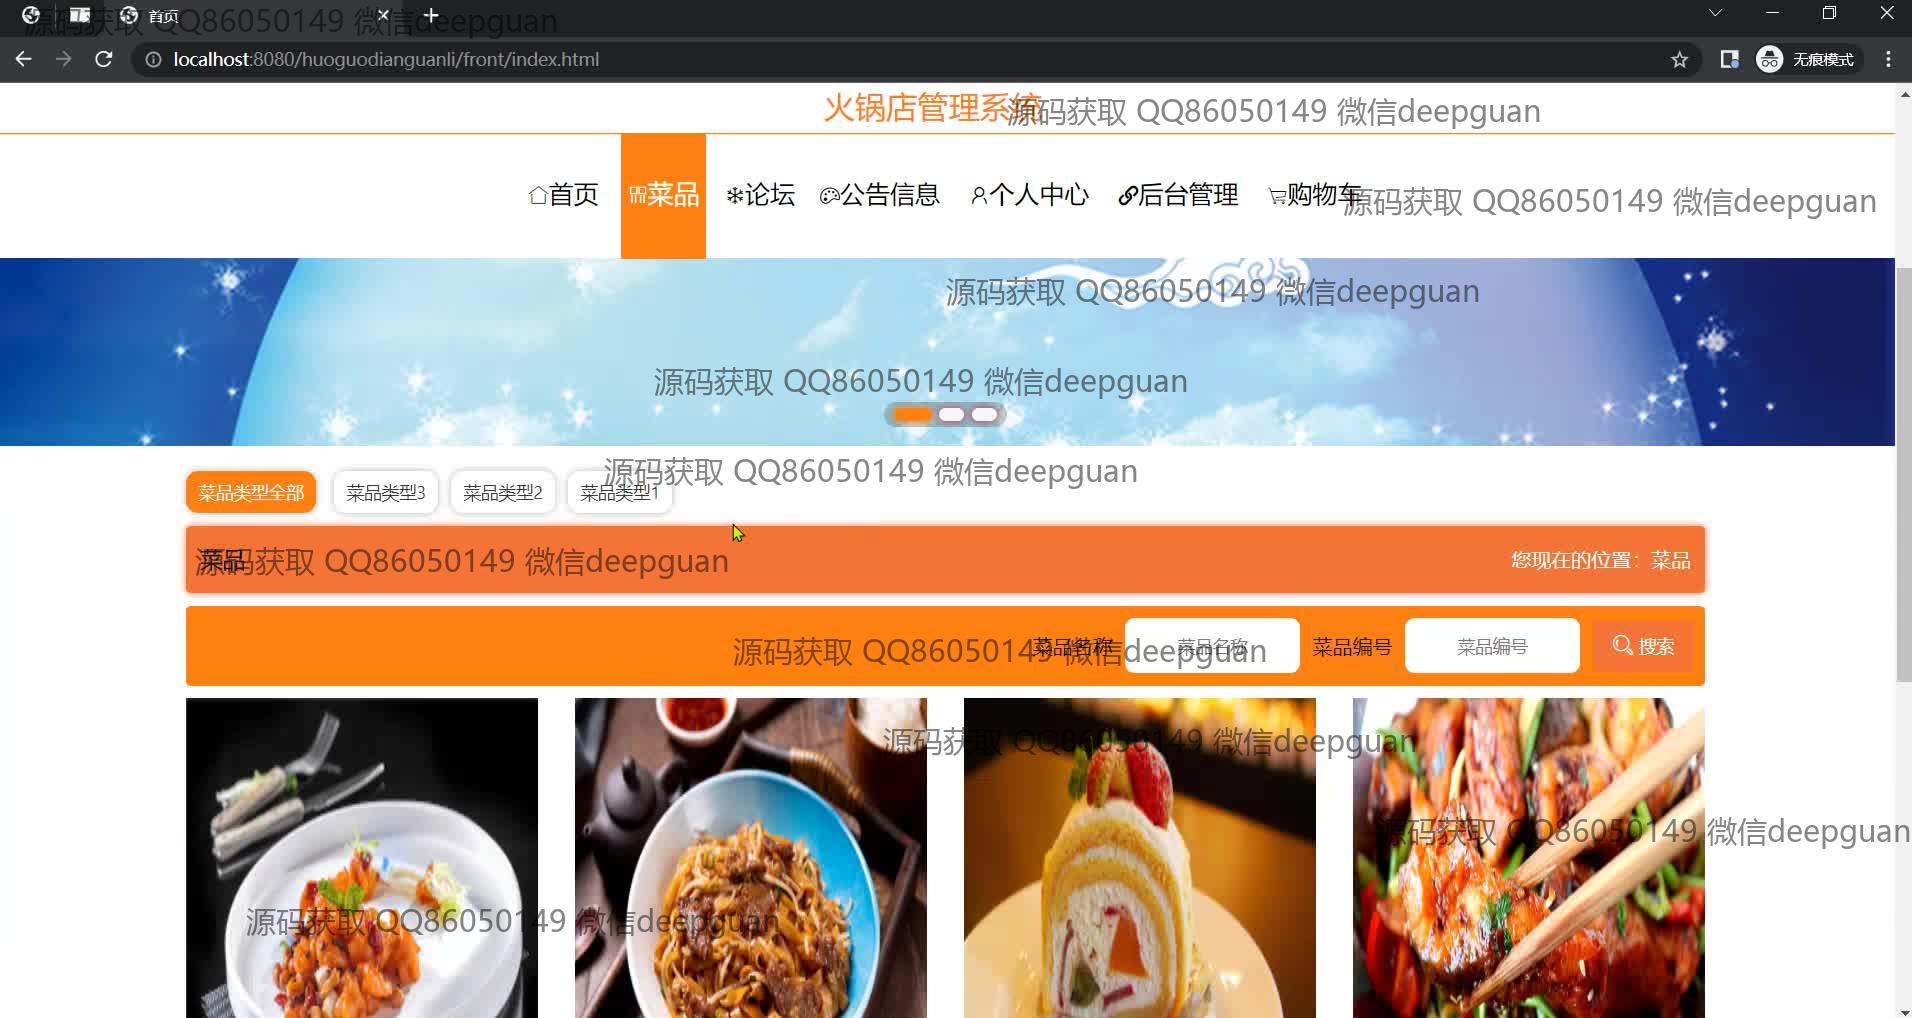 首页
源码获取 QQ86050149 微信deepguan
localhost:8080/huoguodianguanli/front/index.html
无痕模式
火锅店管理系统
源码获取 QQ86050149 微信deepguan
首页 菜品 论坛 公告信息 个人中心 后台管理 购物车
源码获取 QQ86050149 微信deepguan
源码获取 QQ86050149 微信deepguan
源码获取 QQ86050149 微信deepguan
源码获取 QQ86050149 微信deepguan
菜品类型全部 菜品类型3 菜品类型2 菜品类型1
菜品
源码获取 QQ86050149 微信deepguan
您现在的位置：菜品
源码获取 QQ86050149 微信deepguan
菜品名称 菜品名称 菜品编号 菜品编号 搜索
源码获取 QQ86050149 微信deepguan
源码获取 QQ86050149 微信deepguan
源码获取 QQ86050149 微信deepguan